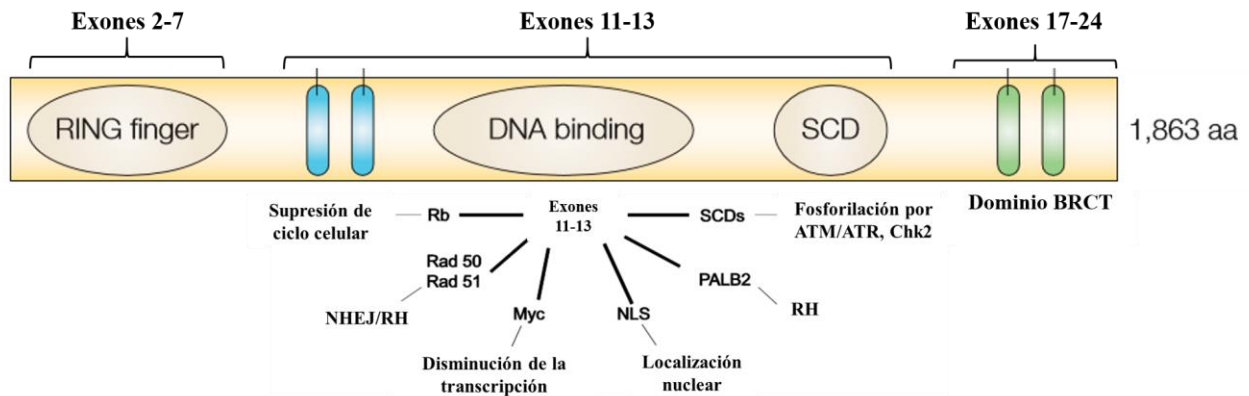 Exones 2-7
Exones 11-13
Exones 17-24
RING finger
DNA binding
SCD
1,863 aa
Dominio BRCT
Supresión de
ciclo celular
Rb
Exones
11-13
SCDs
Fosforilación por
ATM/ATR, Chk2
Rad 50
Rad 51
NHEJ/RH
Myc
Disminución de la
transcripción
NLS
Localización
nuclear
PALB2
RH